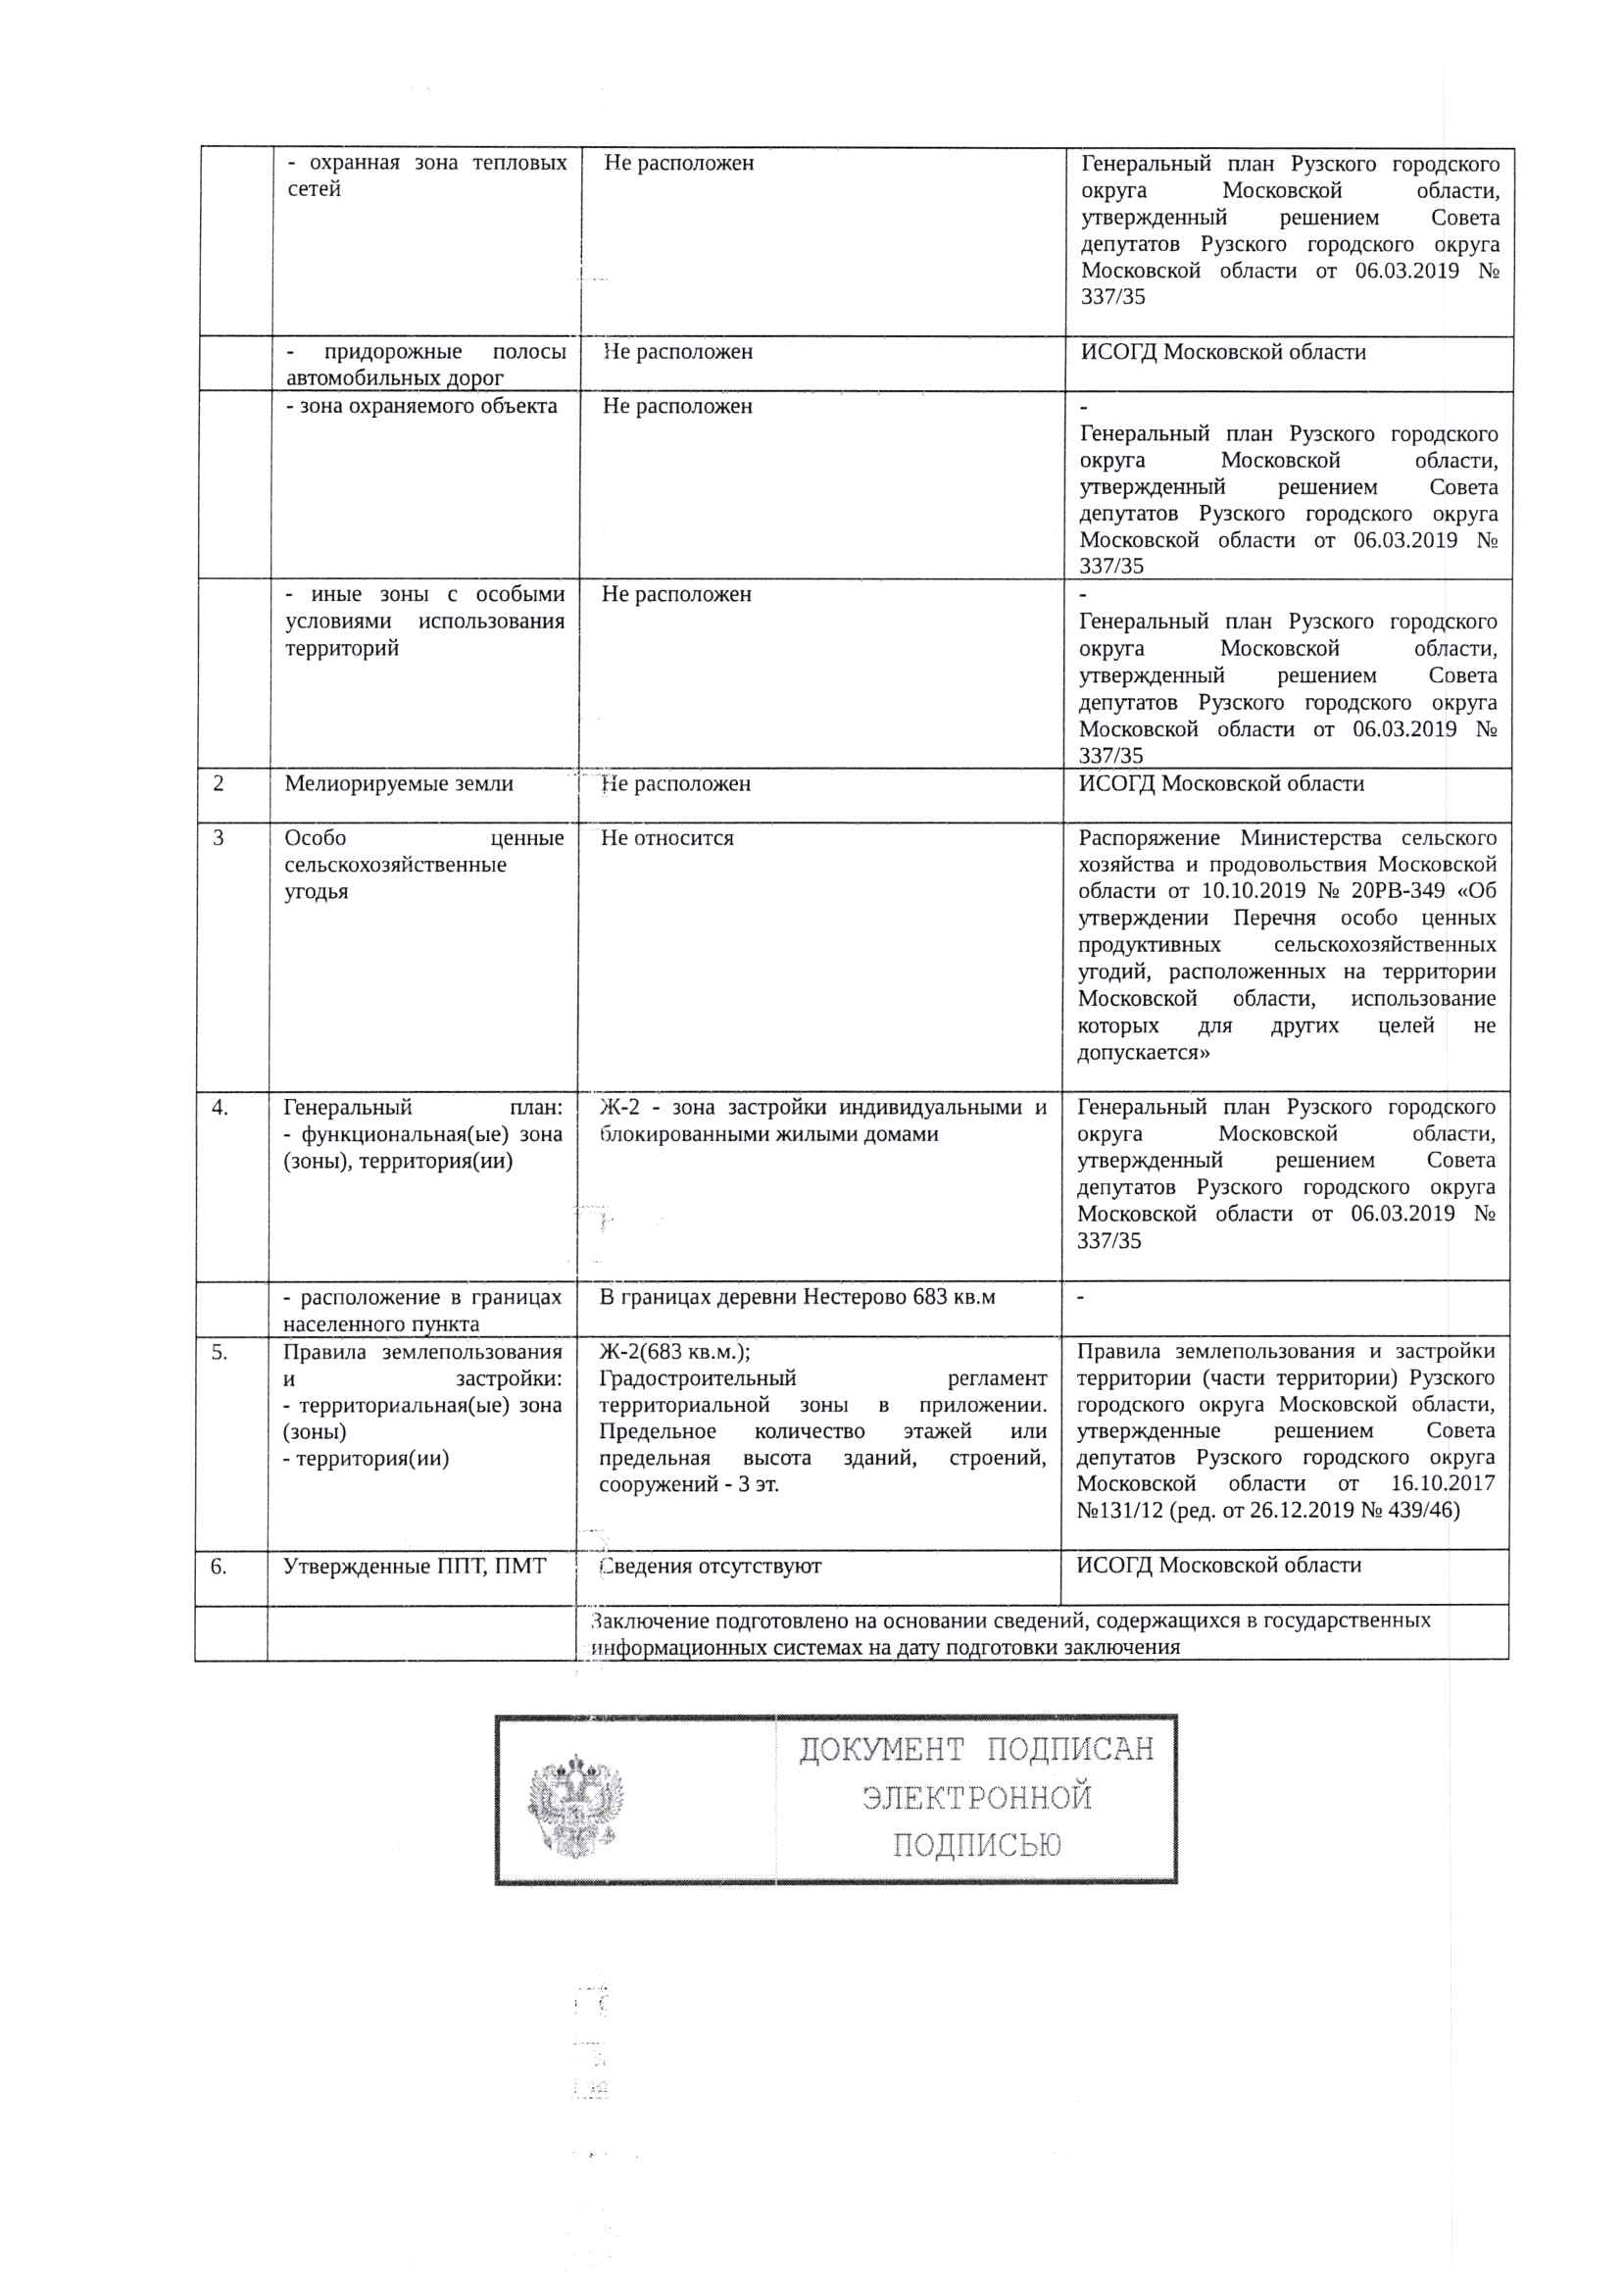 - охранная зона тепловых
сетей
Не расположен
Генеральный план Рузского городского
округа Московской области,
утвержденный решением Совета
депутатов Рузского городского округа
Московской области от 06.03.2019 №
337/35
- придорожные полосы
автомобильных дорог
Не расположен
ИСОГД Московской области
- зона охраняемого объекта
Не расположен
-
Генеральный план Рузского городского
округа Московской области,
утвержденный решением Совета
депутатов Рузского городского округа
Московской области от 06.03.2019 №
337/35
- иные зоны с особыми
условиями использования
территорий
Не расположен
-
Генеральный план Рузского городского
округа Московской области,
утвержденный решением Совета
депутатов Рузского городского округа
Московской области от 06.03.2019 №
337/35
2
Мелиорируемые земли
Не расположен
ИСОГД Московской области
3
Особо ценные
сельскохозяйственные
угодья
Не относится
Распоряжение Министерства сельского
хозяйства и продовольствия Московской
области от 10.10.2019 № 20РВ-349 «Об
утверждении Перечня особо ценных
продуктивных сельскохозяйственных
угодий, расположенных на территории
Московской области, использование
которых для других целей не
допускается»
4.
Генеральный план:
- функциональная(ые) зона
(зоны), территория(ии)
Ж-2 - зона застройки индивидуальными и
блокированными жилыми домами
Генеральный план Рузского городского
округа Московской области,
утвержденный решением Совета
депутатов Рузского городского округа
Московской области от 06.03.2019 №
337/35
- расположение в границах
населенного пункта
В границах деревни Нестерово 683 кв.м
-
5.
Правила землепользования
и застройки:
- территориальная(ые) зона
(зоны)
- территория(ии)
Ж-2(683 кв.м.);
Градостроительный регламент
территориальной зоны в приложении.
Предельное количество этажей или
предельная высота зданий, строений,
сооружений - 3 эт.
Правила землепользования и застройки
территории (части территории) Рузского
городского округа Московской области,
утвержденные решением Совета
депутатов Рузского городского округа
Московской области от 16.10.2017
№131/12 (ред. от 26.12.2019 № 439/46)
6.
Утвержденные ППТ, ПМТ
Сведения отсутствуют
ИСОГД Московской области
Заключение подготовлено на основании сведений, содержащихся в государственных
информационных системах на дату подготовки заключения
ДОКУМЕНТ ПОДПИСАН
ЭЛЕКТРОННОЙ
ПОДПИСЬЮ